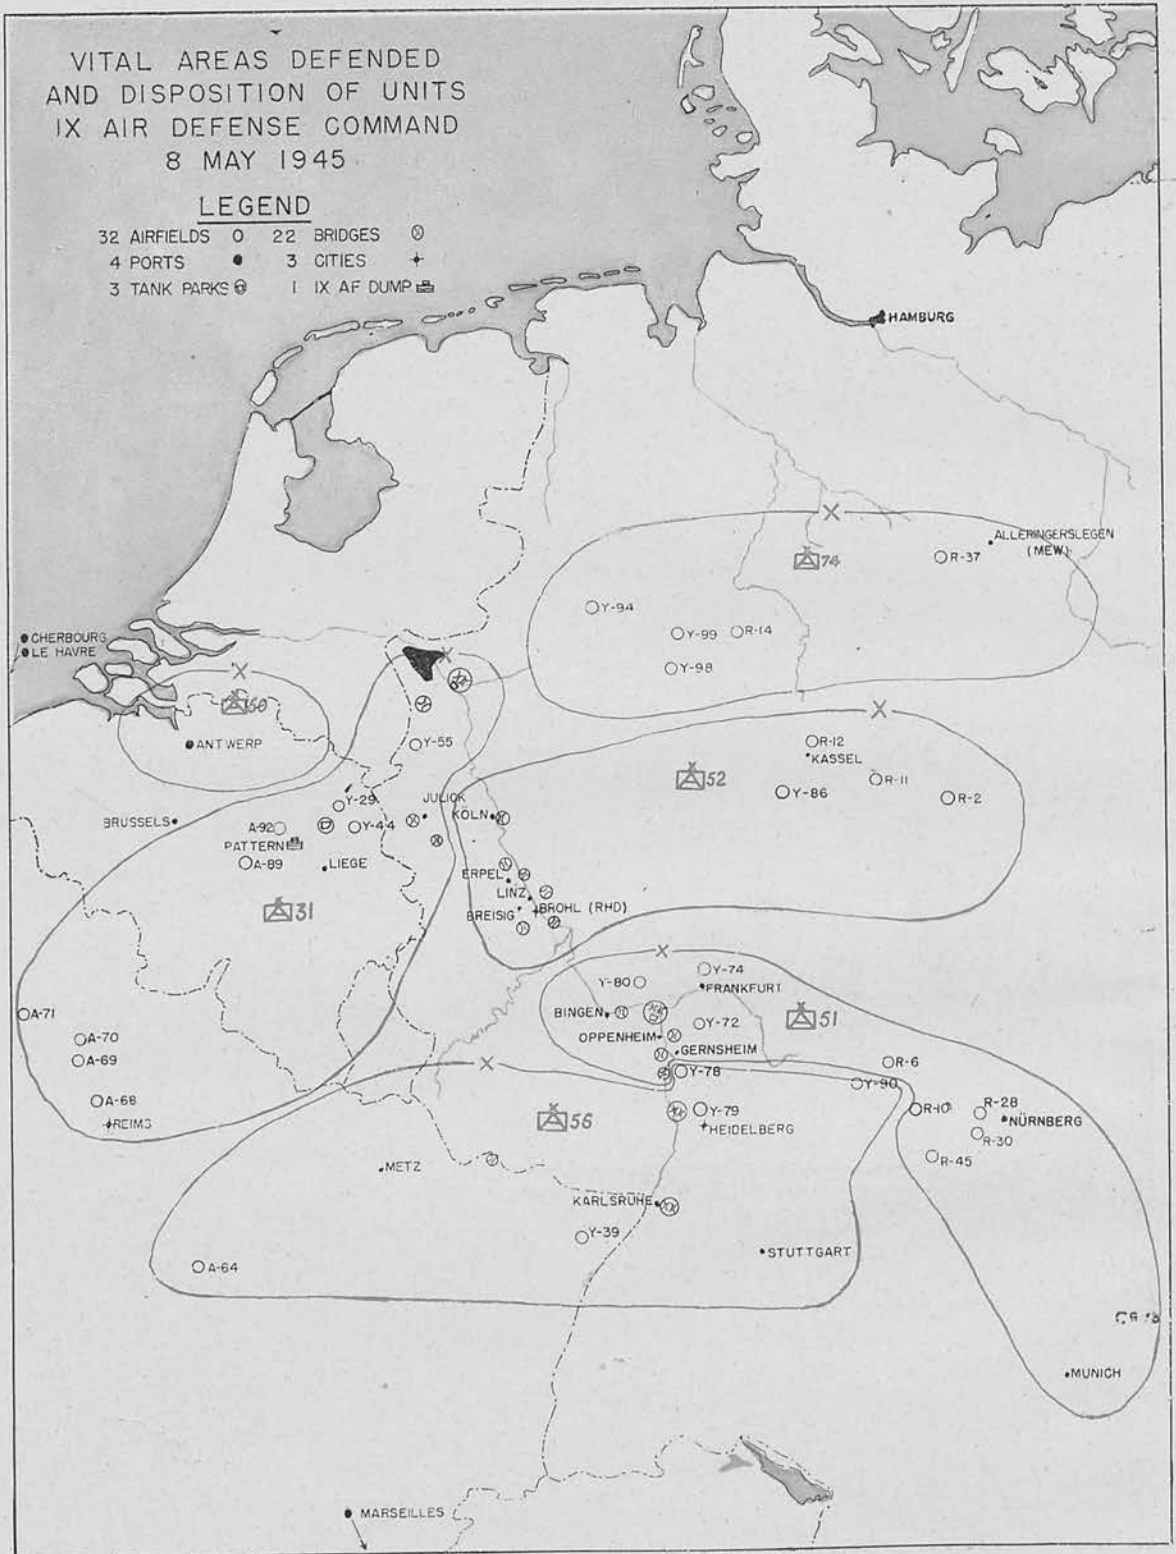 VITAL AREAS DEFENDED
AND DISPOSITION OF UNITS
IX AIR DEFENSE COMMAND
8 MAY 1945
LEGEND
32 AIRFIELDS 22 BRIDGES
4 PORTS 3 CITIES
3 TANK PARKS 1 IX AF DUMP
HAMBURG
ALLERINGERSLEGEN
(MEW)
R-37
74
Y-94
Y-99
R-14
Y-98
CHERBOURG
LE HAVRE
50
ANTWERP
Y-55
R-12
KASSEL
52
R-11
Y-86
R-2
Y-29
JULICK
KÖLN
BRUSSELS
A-92
Y-44
PATTERN
A-89
LIEGE
ERPEL
LINZ
BREISIG
BROHL (RHD)
31
Y-74
Y-80
FRANKFURT
A-71
BINGEN
Y-72
51
A-70
OPPENHEIM
GERNSHEIM
A-69
R-6
Y-78
Y-90
A-68
REIMS
56
Y-79
HEIDELBERG
R-10
R-28
NÜRNBERG
R-30
R-45
METZ
KARLSRUHE
Y-39
STUTTGART
A-64
MUNICH
MARSEILLES